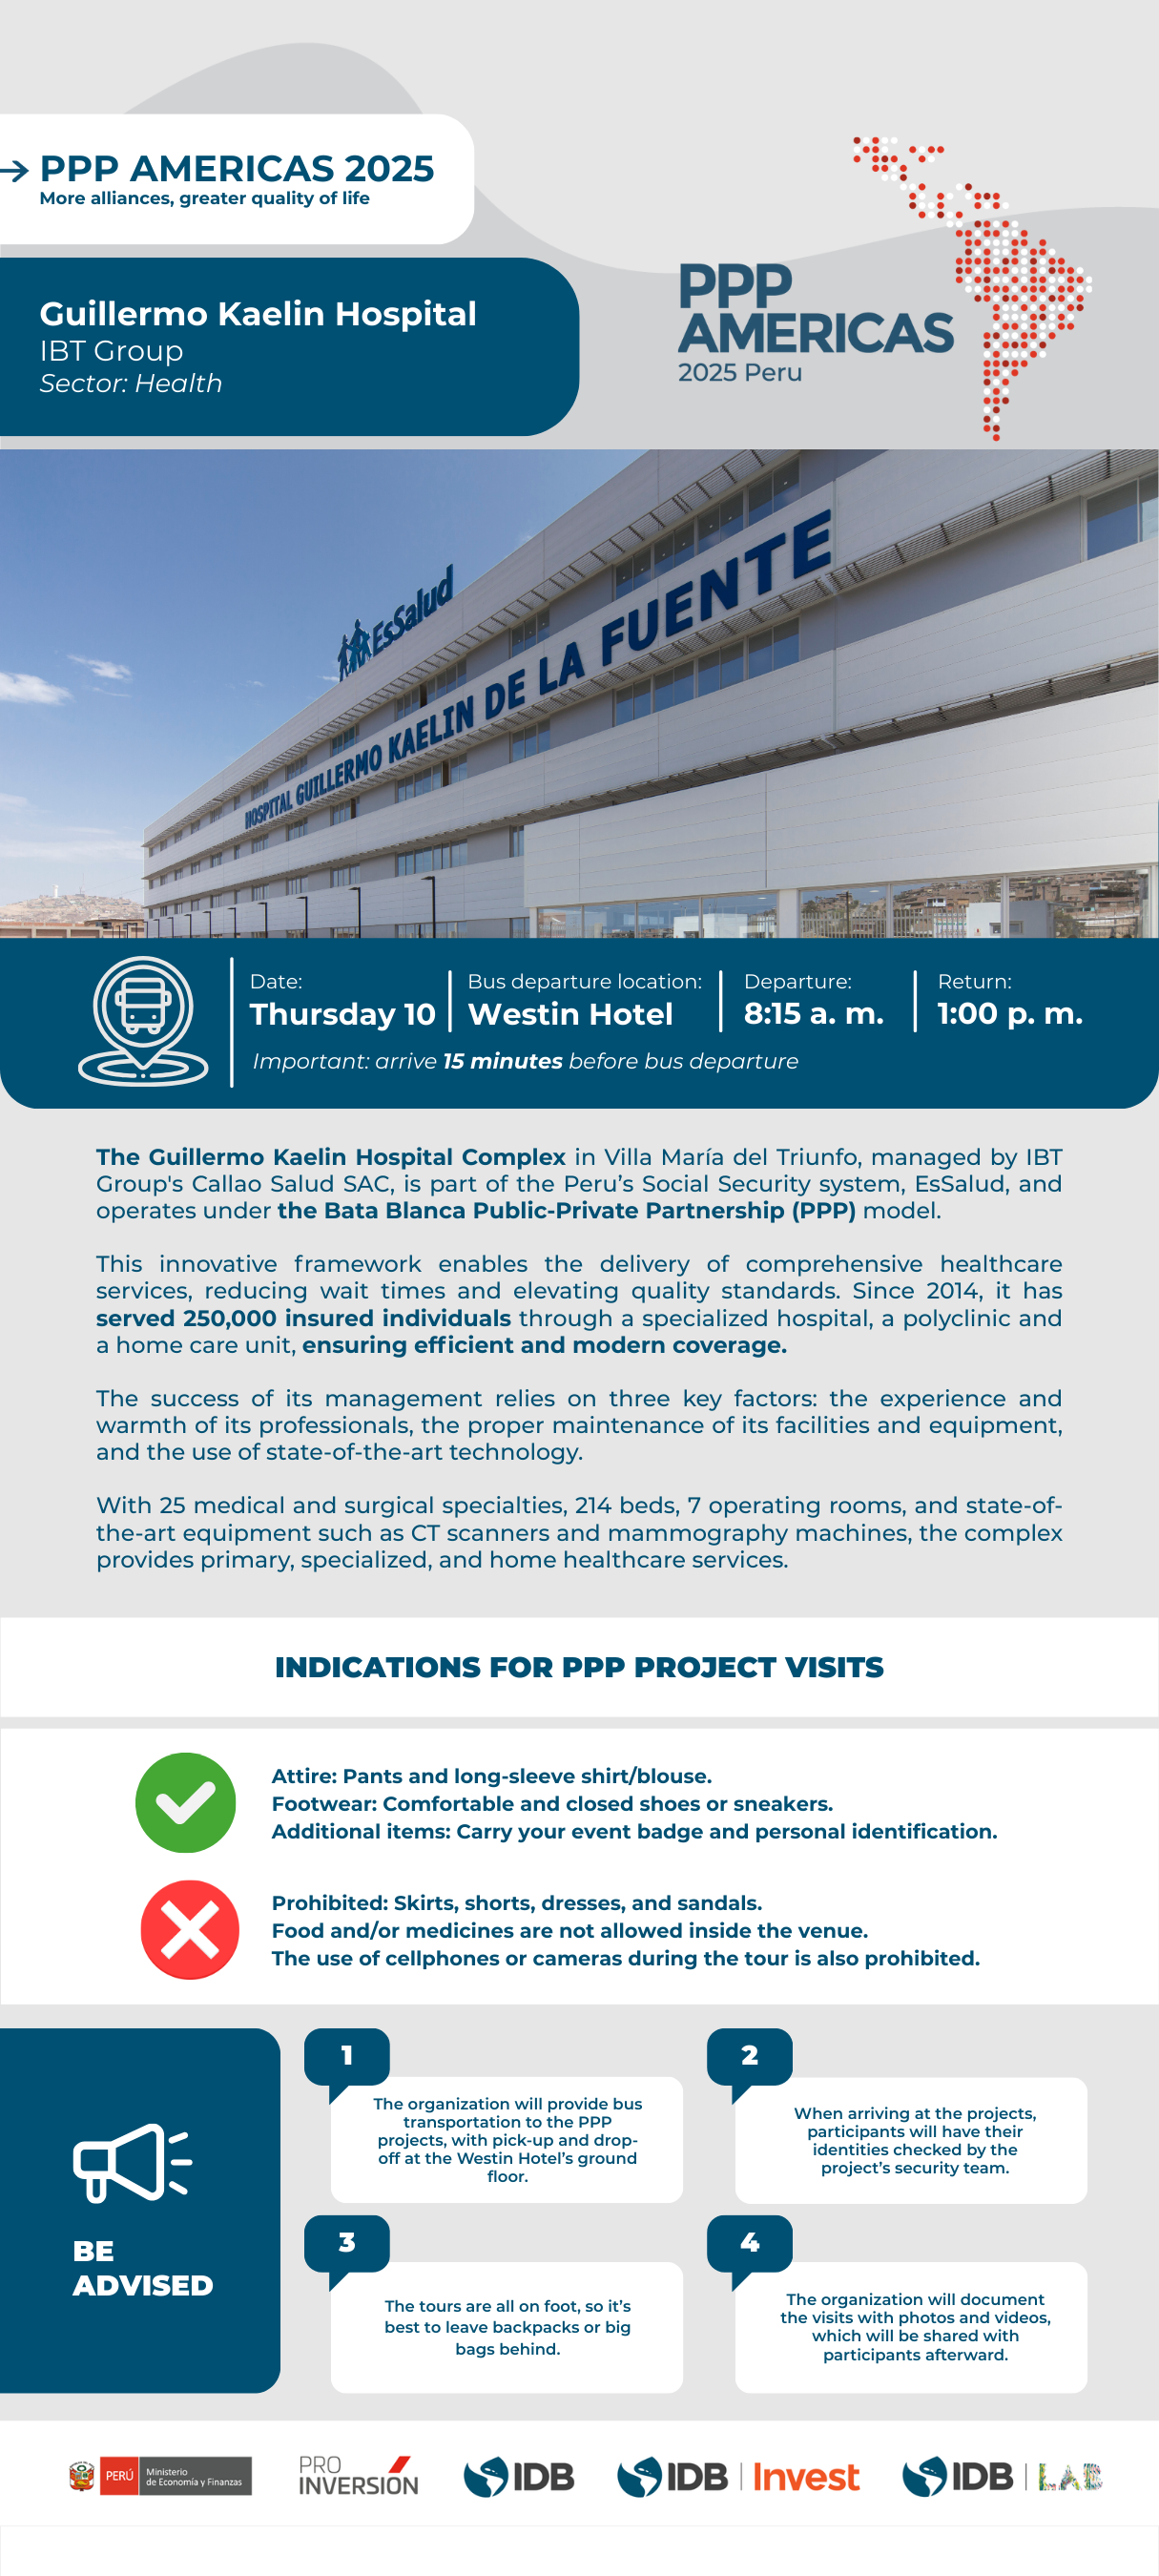 PPP AMERICAS 2025
More alliances, greater quality of life
Guillermo Kaelin Hospital
IBT Group
Sector: Health
PPP
AMERICAS
2025 Peru
EsSalud
HOSPITAL GUILLERMO KAELIN DE LA FUENTE
Date:
Thursday 10
Bus departure location:
Westin Hotel
Departure:
8:15 a. m.
Return:
1:00 p. m.
Important: arrive 15 minutes before bus departure
The Guillermo Kaelin Hospital Complex in Villa María del Triunfo, managed by IBT
Group's Callao Salud SAC, is part of the Peru’s Social Security system, EsSalud, and
operates under the Bata Blanca Public-Private Partnership (PPP) model.
This innovative framework enables the delivery of comprehensive healthcare
services, reducing wait times and elevating quality standards. Since 2014, it has
served 250,000 insured individuals through a specialized hospital, a polyclinic and
a home care unit, ensuring efficient and modern coverage.
The success of its management relies on three key factors: the experience and
warmth of its professionals, the proper maintenance of its facilities and equipment,
and the use of state-of-the-art technology.
With 25 medical and surgical specialties, 214 beds, 7 operating rooms, and state-of-
the-art equipment such as CT scanners and mammography machines, the complex
provides primary, specialized, and home healthcare services.
INDICATIONS FOR PPP PROJECT VISITS
Attire: Pants and long-sleeve shirt/blouse.
Footwear: Comfortable and closed shoes or sneakers.
Additional items: Carry your event badge and personal identification.
Prohibited: Skirts, shorts, dresses, and sandals.
Food and/or medicines are not allowed inside the venue.
The use of cellphones or cameras during the tour is also prohibited.
BE
ADVISED
1
The organization will provide bus
transportation to the PPP
projects, with pick-up and drop-
off at the Westin Hotel’s ground
floor.
2
When arriving at the projects,
participants will have their
identities checked by the
project’s security team.
3
The tours are all on foot, so it’s
best to leave backpacks or big
bags behind.
4
The organization will document
the visits with photos and videos,
which will be shared with
participants afterward.
PERÚ
Ministerio
de Economía y Finanzas
PRO
INVERSIÓN
IDB
IDB | Invest
IDB | LAB